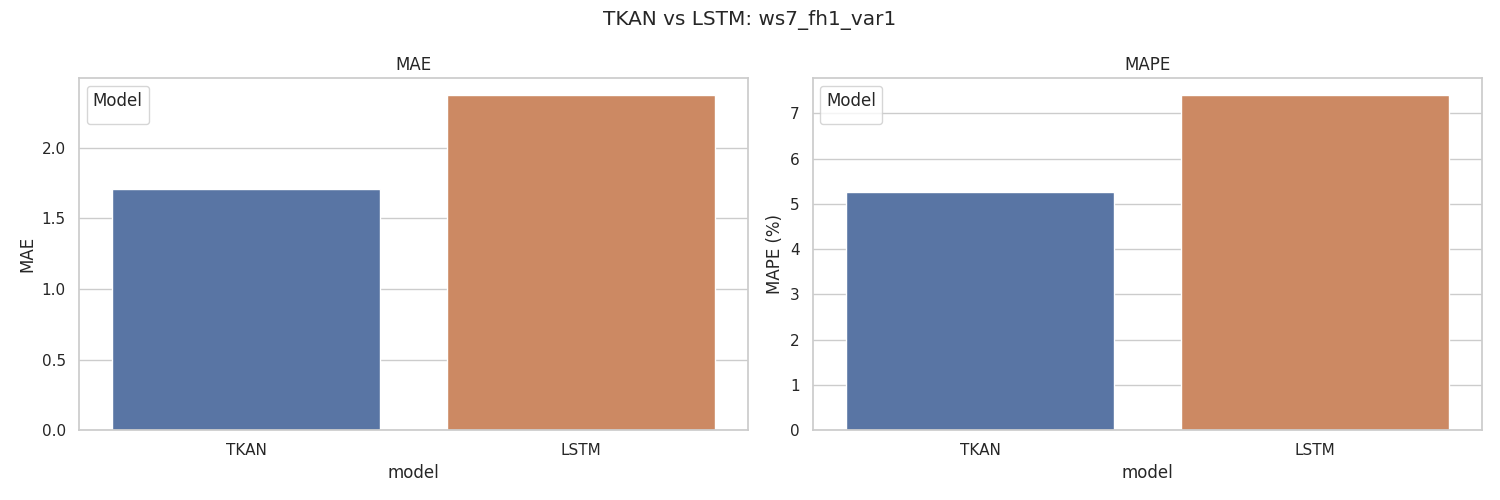 TKAN vs LSTM: ws7_fh1_var1
MAE
Model
2.0
1.5
1.0
0.5
0.0
MAE
TKAN
LSTM
model
MAPE
Model
7
6
5
4
3
2
1
0
MAPE (%)
TKAN
LSTM
model